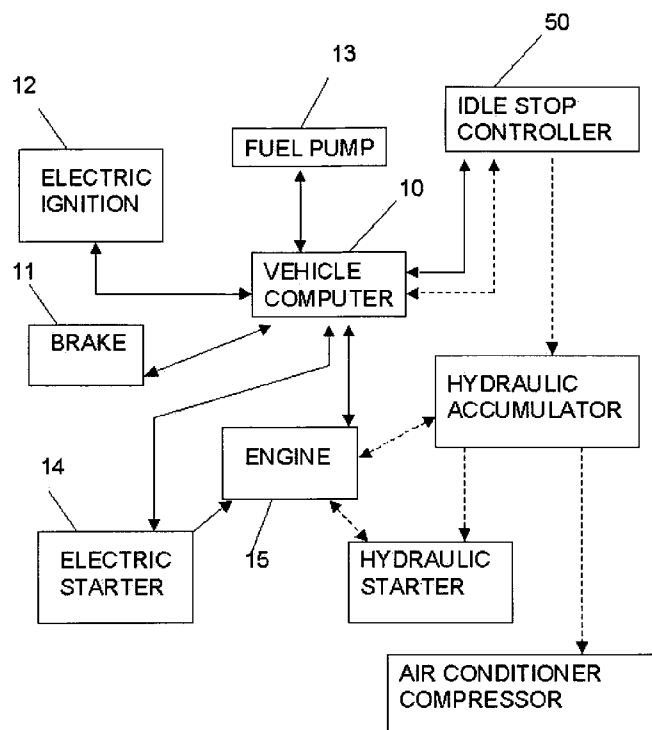 50
13
12
IDLE STOP
CONTROLLER
FUEL PUMP
ELECTRIC
IGNITION
10
11
VEHICLE
COMPUTER
BRAKE
HYDRAULIC
ACCUMULATOR
14
ENGINE
ELECTRIC
STARTER
15
HYDRAULIC
STARTER
AIR CONDITIONER
COMPRESSOR